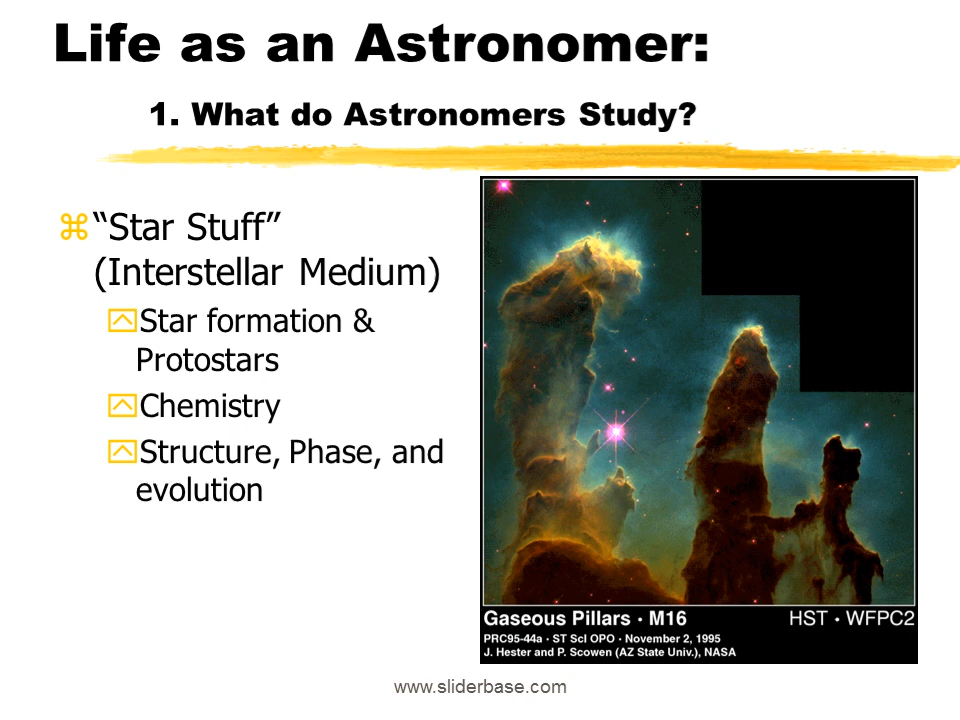 Life as an Astronomer:
1. What do Astronomers Study?
“Star Stuff”
(Interstellar Medium)
Star formation &
Protostars
Chemistry
Structure, Phase, and
evolution
Gaseous Pillars · M16 HST · WFPC2
PRC95-44a · ST ScI OPO · November 2, 1995
J. Hester and P. Scowen (AZ State Univ.), NASA
www.sliderbase.com